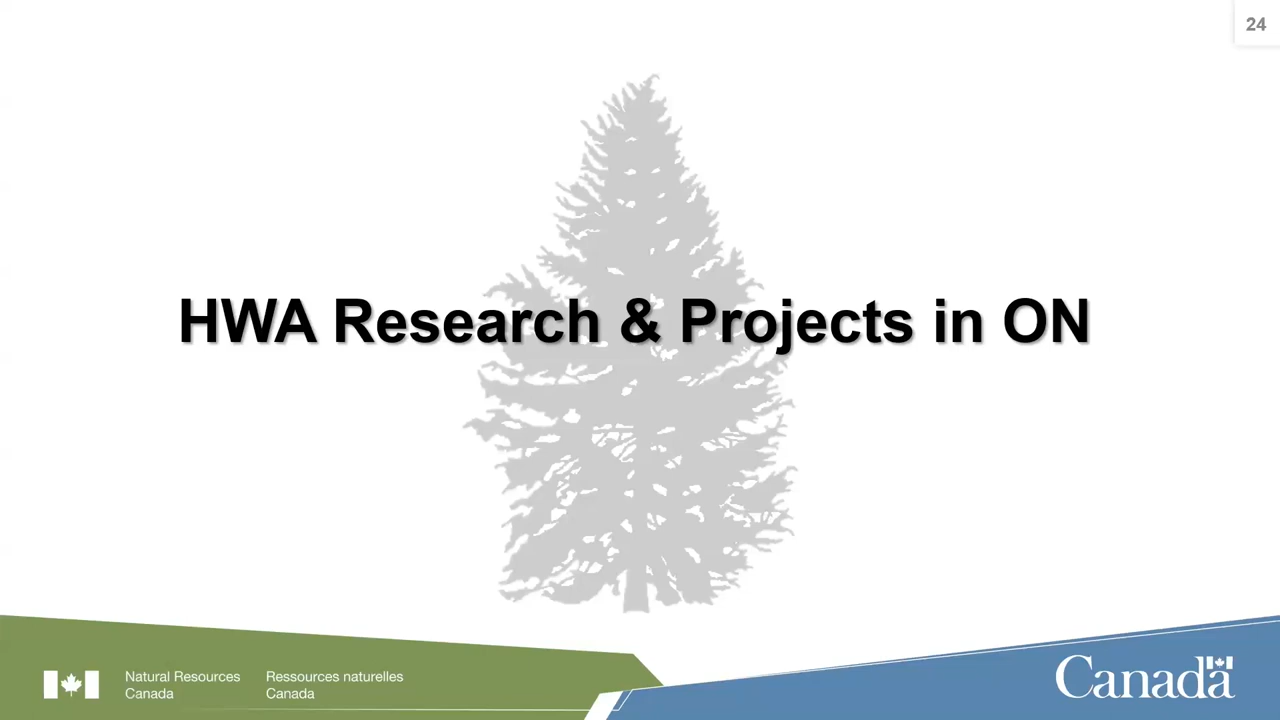 24
HWA Research & Projects in ON
Natural Resources
Canada
Ressources naturelles
Canada
Canada